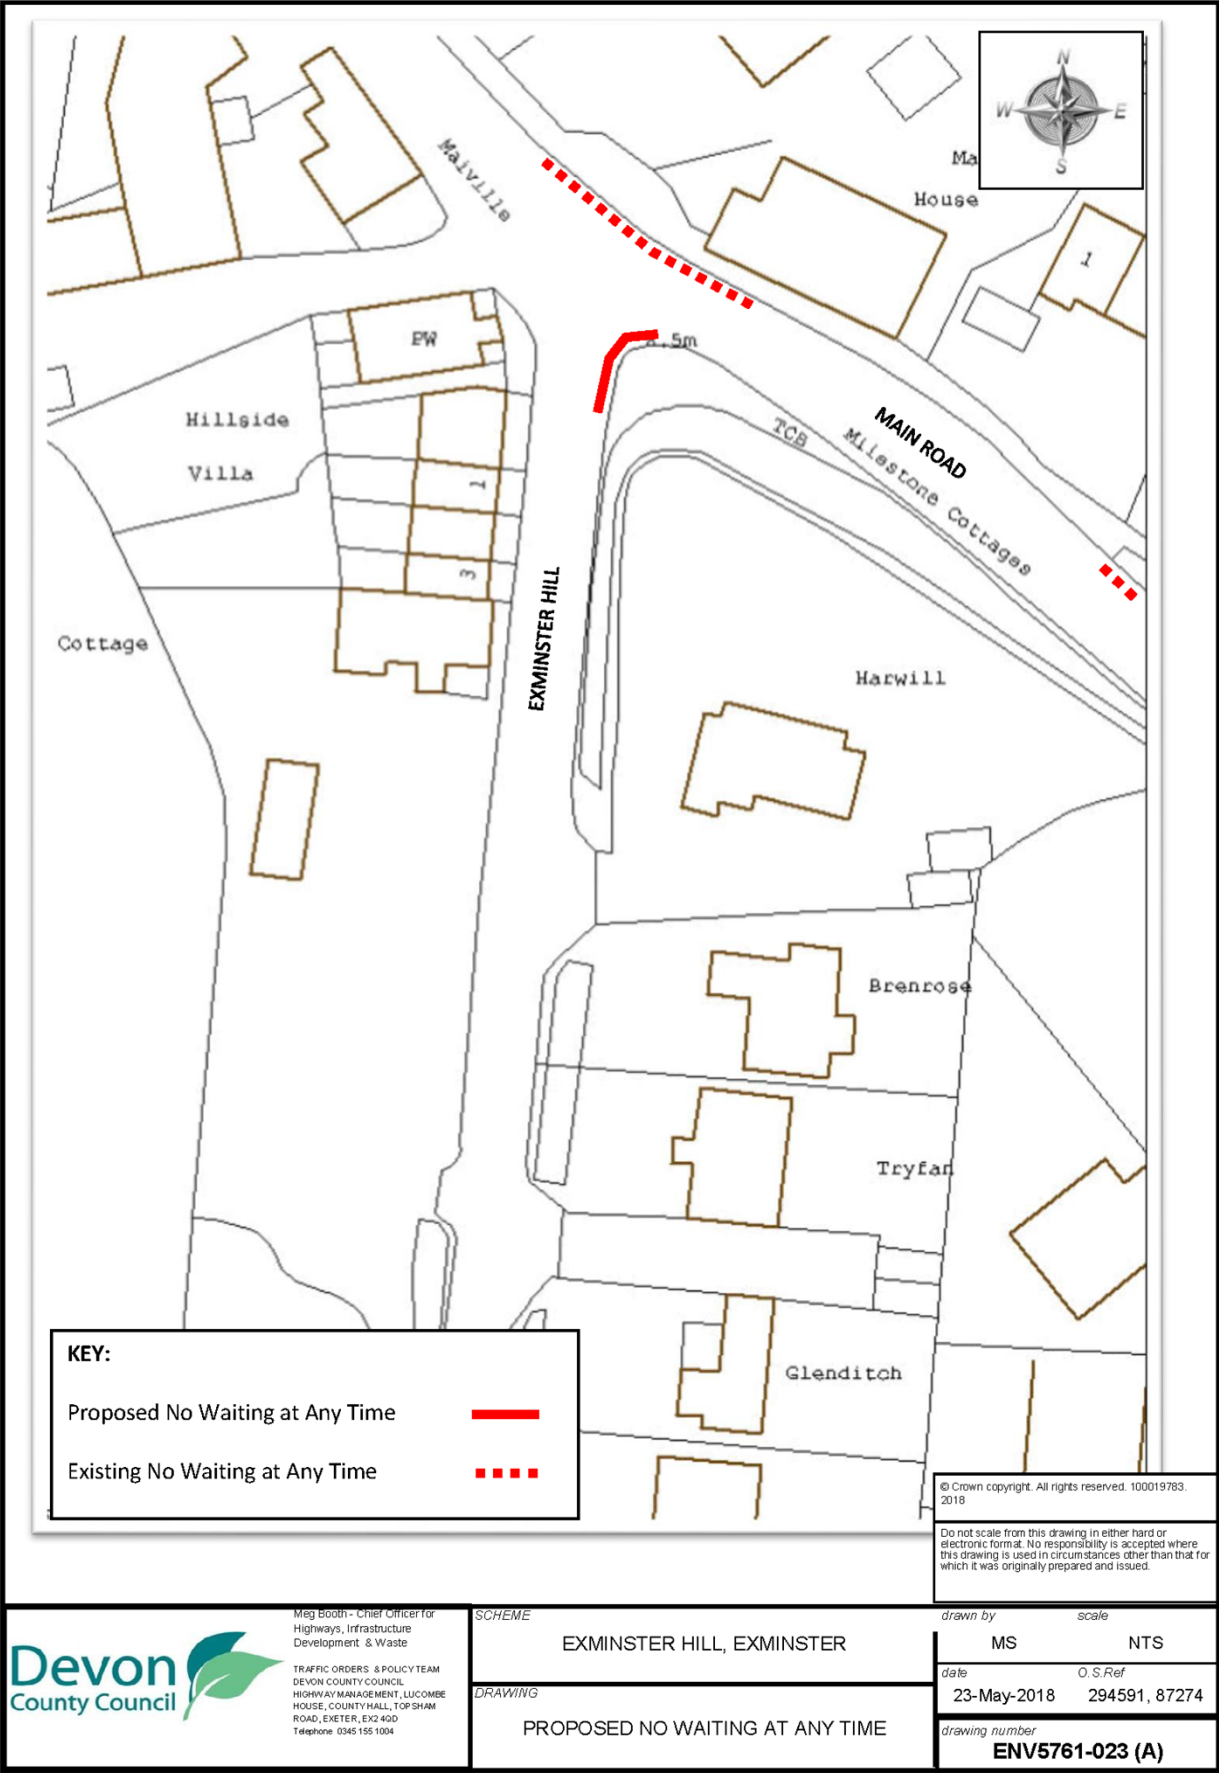 N
W E
S
Maiville
Ma
House
1
PW
5m
Hillside
Villa
TCB
MAIN ROAD
Milestone Cottages
1
3
EXMINSTER HILL
Cottage
Harwill
Brenrose
Tryfan
Glenditch
KEY:
Proposed No Waiting at Any Time
Existing No Waiting at Any Time
© Crown copyright. All rights reserved. 100019783.
2018
Do not scale from this drawing in either hard or
electronic format. No responsibility is accepted where
this drawing is used in circumstances other than that for
which it was originally prepared and issued.
Devon
County Council
Meg Booth - Chief Officer for
Highways, Infrastructure
Development & Waste
TRAFFIC ORDERS & POLICY TEAM
DEVON COUNTY COUNCIL
HIGHWAY MANAGEMENT, LUCOMBE
HOUSE, COUNTY HALL, TOPSHAM
ROAD, EXETER, EX2 4QD
Telephone 0345 155 1004
SCHEME
EXMINSTER HILL, EXMINSTER
DRAWING
PROPOSED NO WAITING AT ANY TIME
drawn by scale
MS NTS
date O.S.Ref
23-May-2018 294591, 87274
drawing number
ENV5761-023 (A)